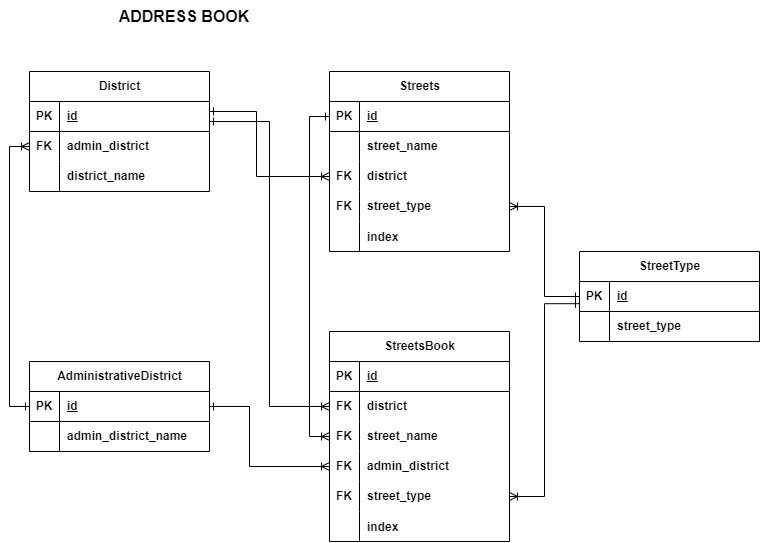 ADDRESS BOOK
District
PK id
FK admin_district
district_name
Streets
PK id
street_name
FK district
FK street_type
index
StreetType
PK id
street_type
AdministrativeDistrict
PK id
admin_district_name
StreetsBook
PK id
FK district
FK street_name
FK admin_district
FK street_type
index